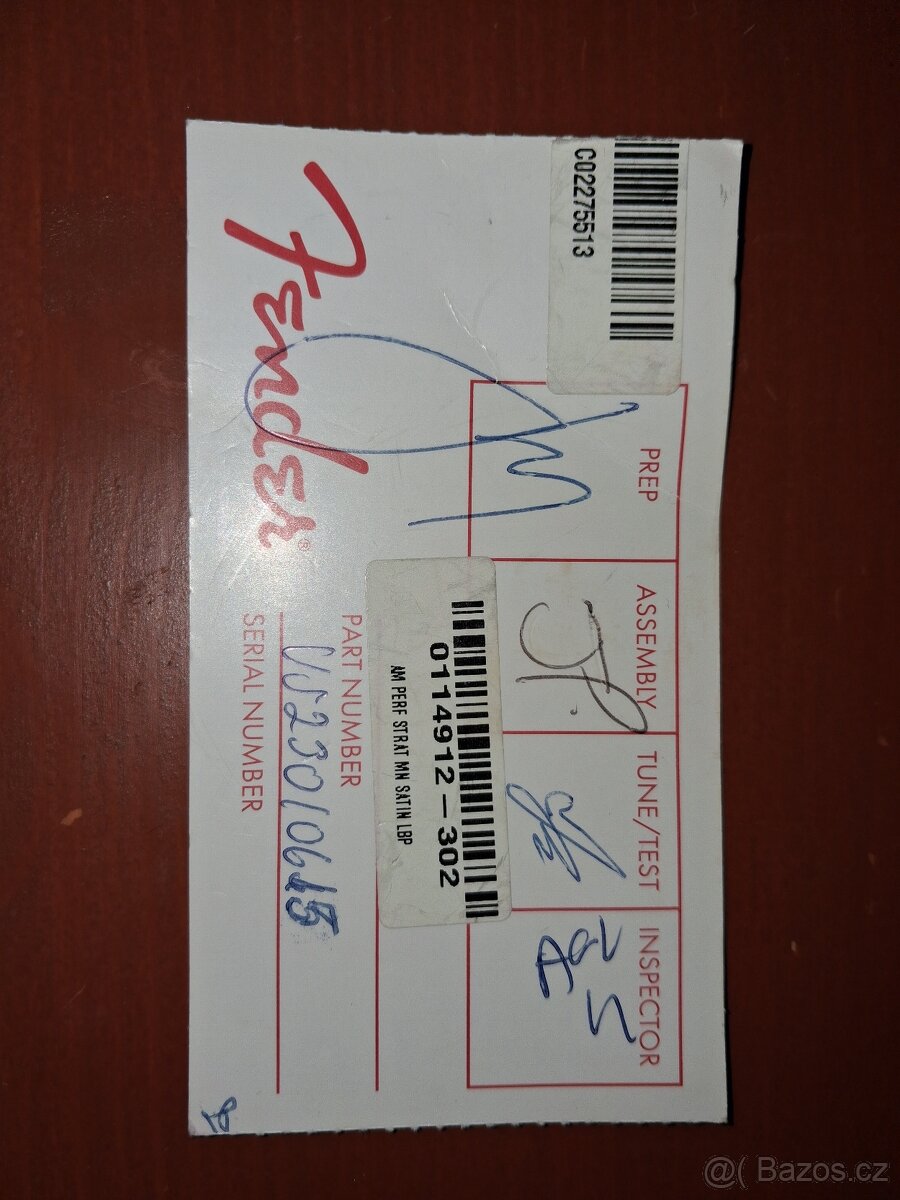 C02275513
PREP
ASSEMBLY
TUNE/TEST
INSPECTOR
JP.
0114912-302
AM PERF STRAT MN SATIN LBP
PART NUMBER
SERIAL NUMBER
Fender®
@( Bazos.cz